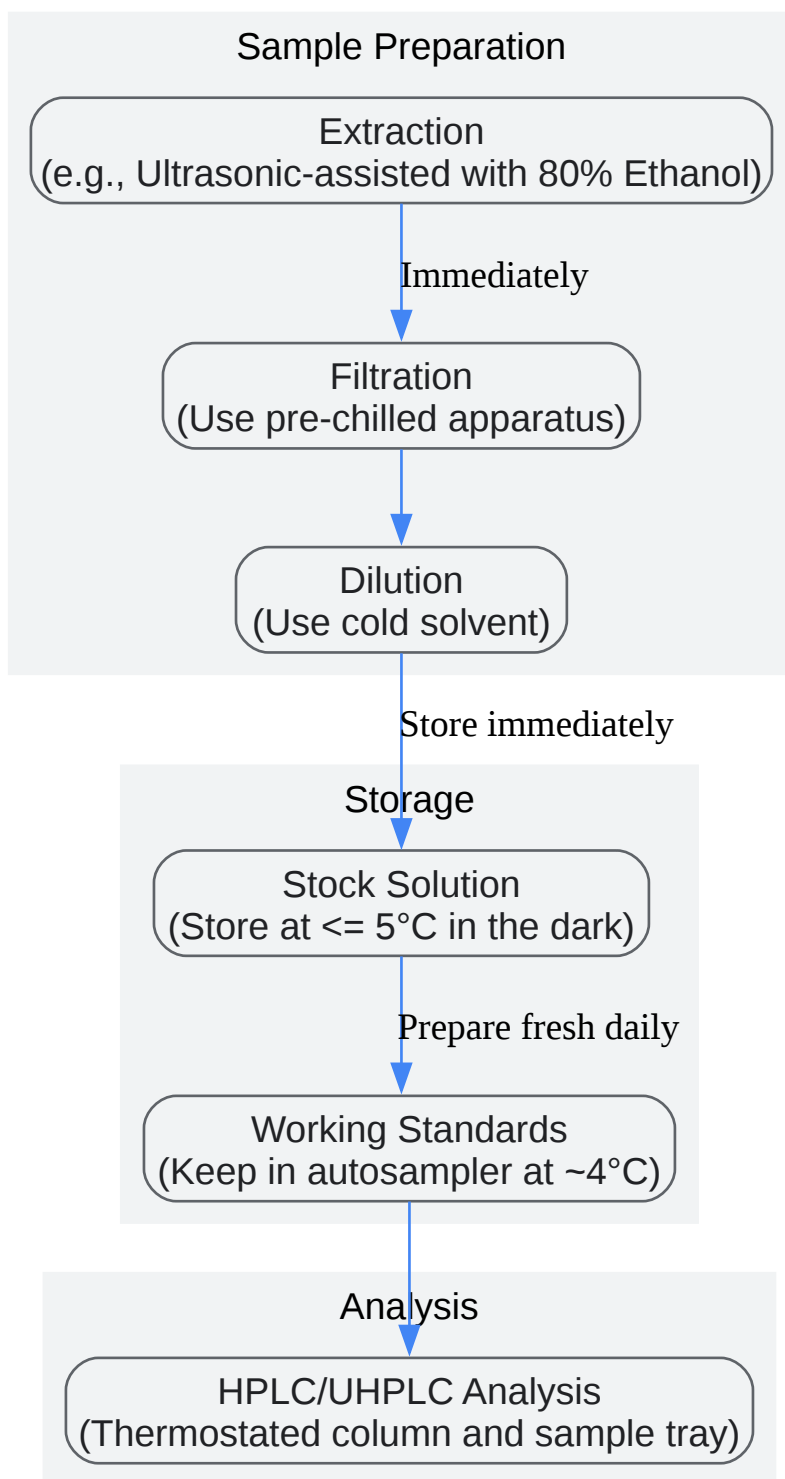 Sample Preparation
Extraction
(e.g., Ultrasonic-assisted with 80% Ethanol)
Immediately
Filtration
(Use pre-chilled apparatus)
Dilution
(Use cold solvent)
Store immediately
Storage
Stock Solution
(Store at <= 5°C in the dark)
Prepare fresh daily
Working Standards
(Keep in autosampler at ~4°C)
Analysis
HPLC/UHPLC Analysis
(Thermostated column and sample tray)